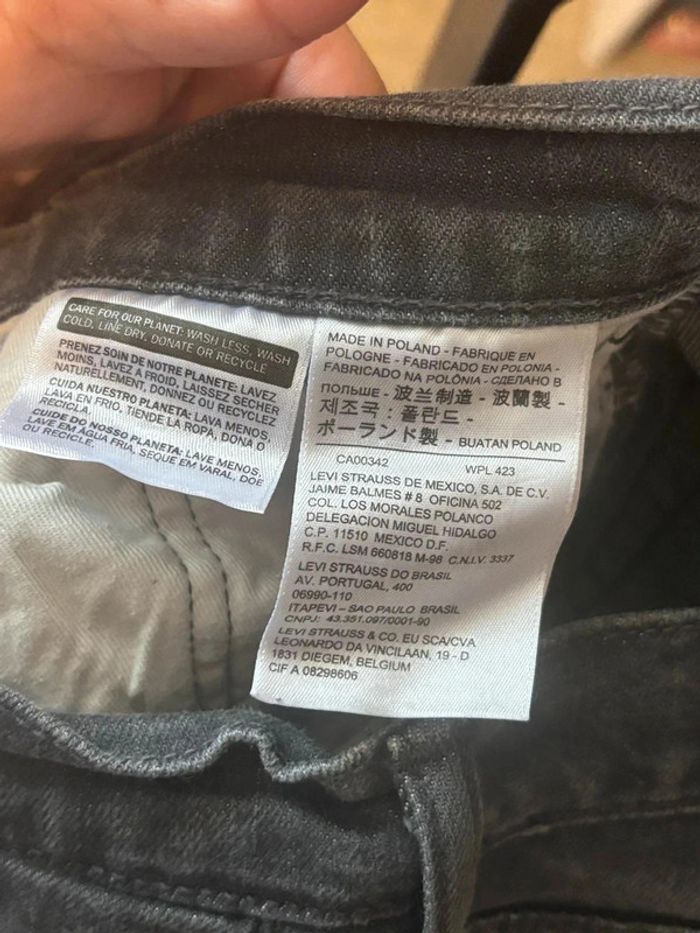 CARE FOR OUR PLANET: WASH LESS, WASH
COLD, LINE DRY, DONATE OR RECYCLE
PRENEZ SOIN DE NOTRE PLANETE: LAVEZ
MOINS, LAVEZ À FROID, LAISSEZ SECHER
NATURELLEMENT, DONNEZ OU RECYCLEZ
CUIDA NUESTRO PLANETA: LAVA MENOS,
LAVA EN FRIO, TIENDE LA ROPA, DONA O
RECICLA.
CUIDE DO NOSSO PLANETA: LAVE MENOS,
LAVE EM ÁGUA FRIA, SEQUE EM VARAL, DOE
OU RECICLE.
MADE IN POLAND - FABRIQUE EN
POLOGNE - FABRICADO EN POLONIA -
FABRICADO NA POLÔNIA - СДЕЛАНО В
ПОЛЬШЕ - 波兰制造 - 波蘭製 -
제조국 : 폴란드 -
ポーランド製 - BUATAN POLAND
CA00342 WPL 423
LEVI STRAUSS DE MEXICO, S.A. DE C.V.
JAIME BALMES # 8 OFICINA 502
COL. LOS MORALES POLANCO
DELEGACION MIGUEL HIDALGO
C.P. 11510 MEXICO D.F.
R.F.C. LSM 660818 M-98 C.N.I.V. 3337
LEVI STRAUSS DO BRASIL
AV. PORTUGAL, 400
06990-110
ITAPEVI – SAO PAULO BRASIL
CNPJ: 43.351.097/0001-90
LEVI STRAUSS & CO. EU SCA/CVA
LEONARDO DA VINCILAAN, 19 - D
1831 DIEGEM, BELGIUM
CIF A 08298606